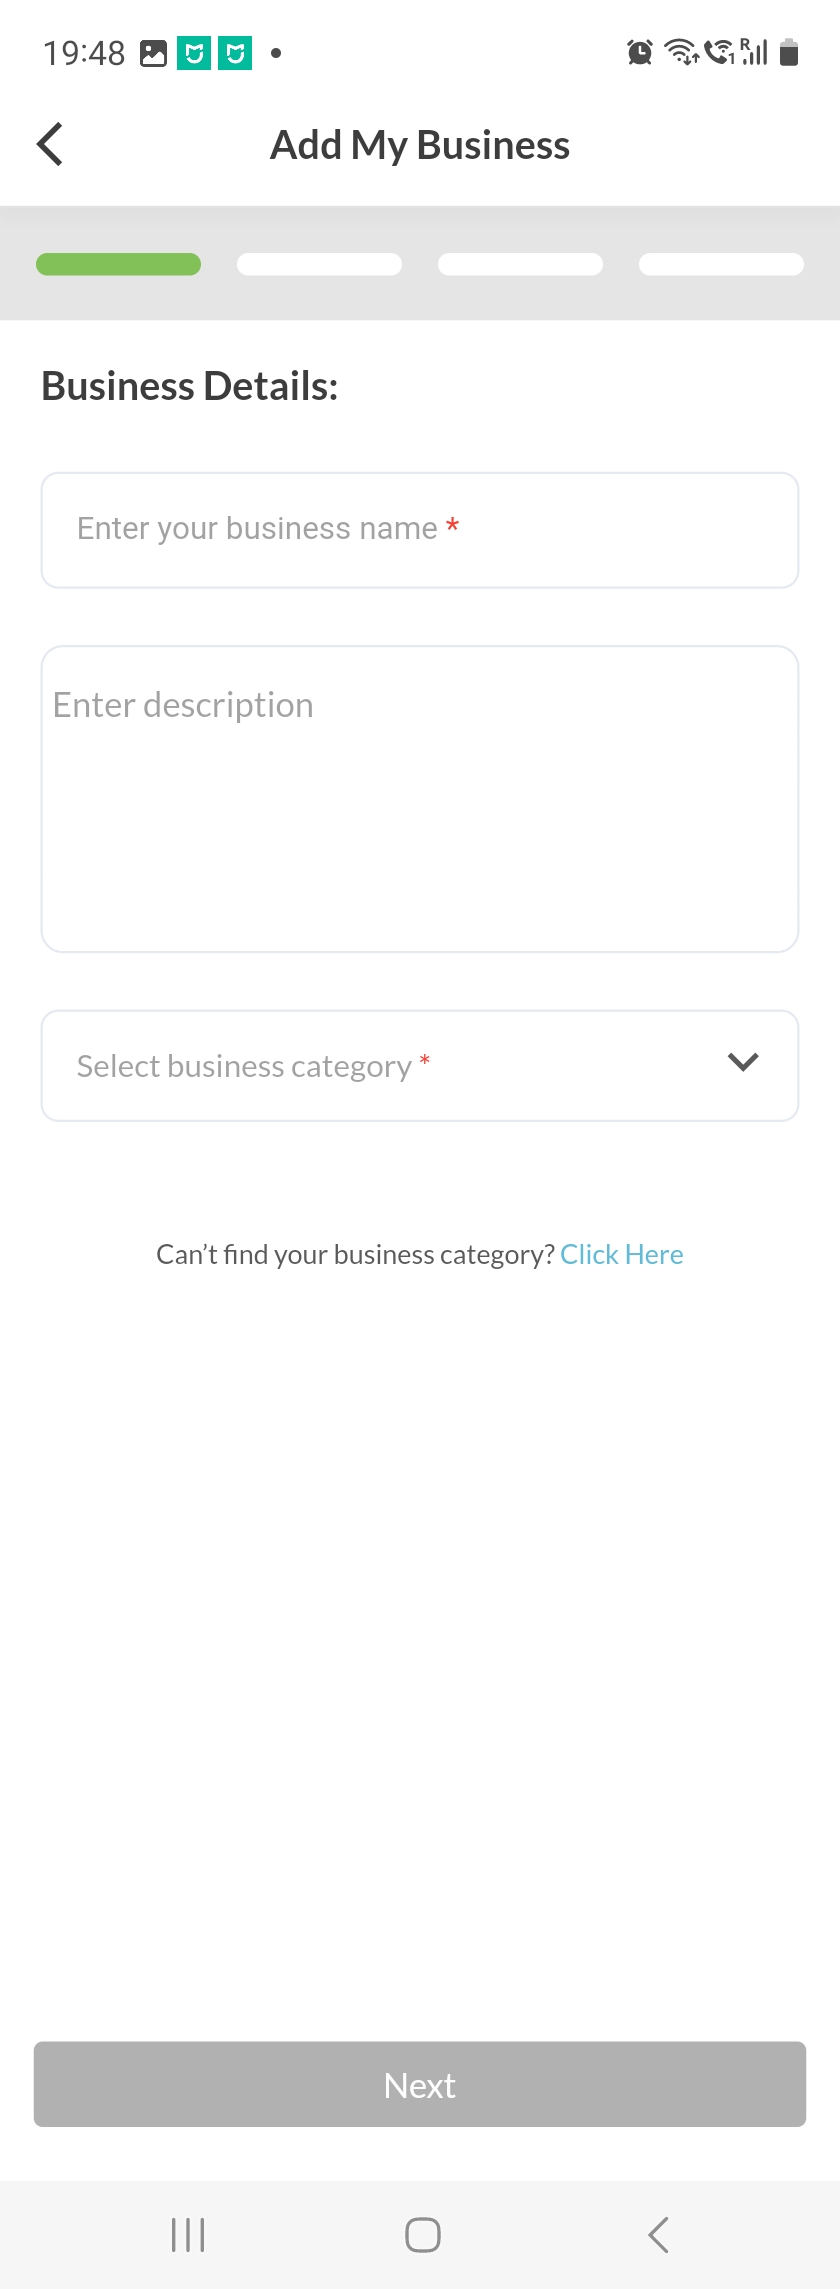 19:48
R
1
Add My Business
Business Details:
Enter your business name *
Enter description
Select business category *
Can't find your business category? Click Here
Next